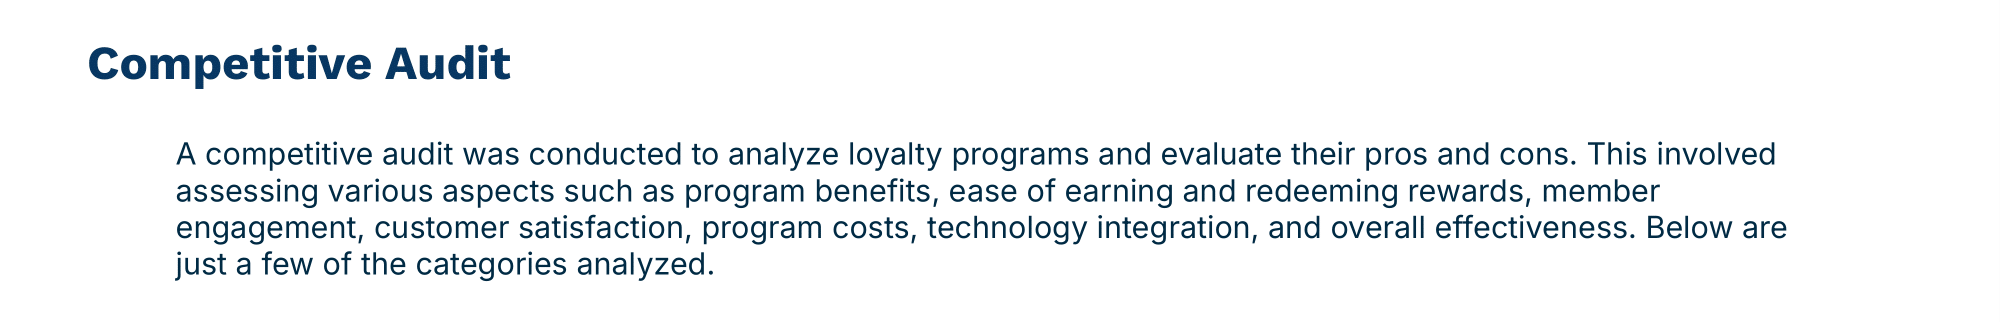 Competitive Audit
A competitive audit was conducted to analyze loyalty programs and evaluate their pros and cons. This involved
assessing various aspects such as program benefits, ease of earning and redeeming rewards, member
engagement, customer satisfaction, program costs, technology integration, and overall effectiveness. Below are
just a few of the categories analyzed.